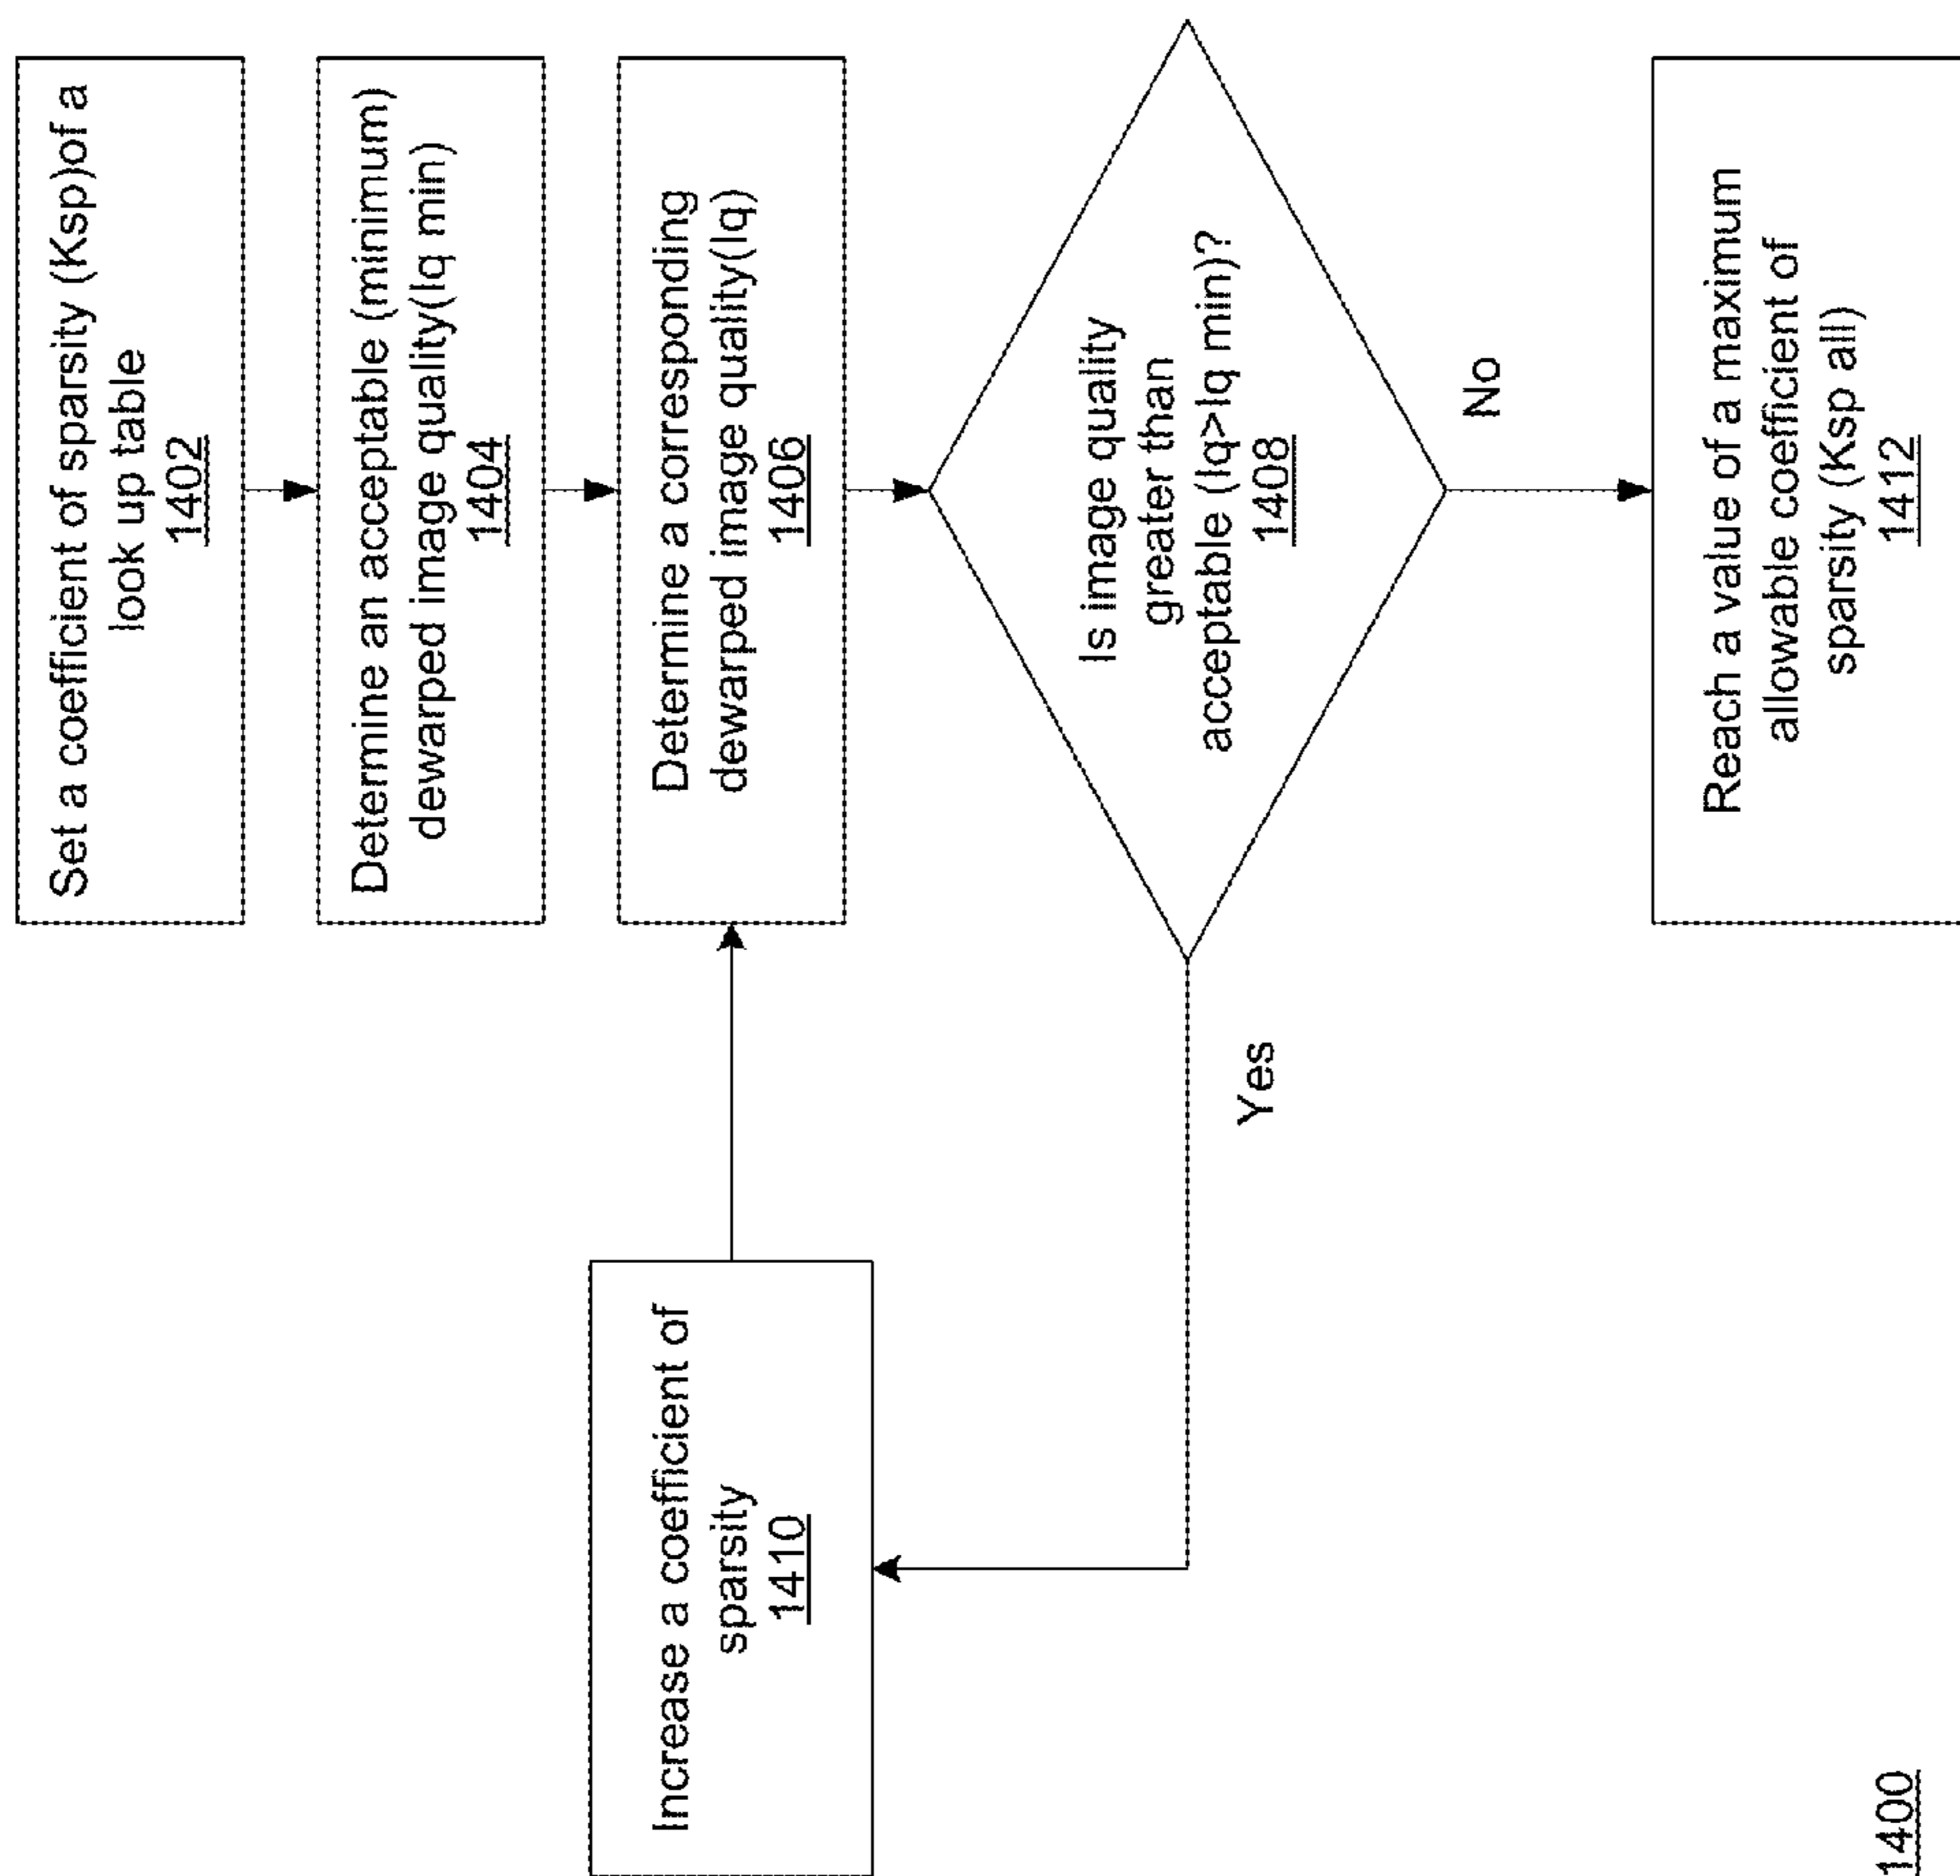 Set a coefficient of sparsity (Ksp)of a
look up table
1402
Determine an acceptable (minimum)
dewarped image quality(Iq min)
1404
Determine a corresponding
dewarped image quality(Iq)
1406
Is image quality
greater than
acceptable (Iq>Iq min)?
1408
Yes
Increase a coefficient of
sparsity
1410
No
Reach a value of a maximum
allowable coefficient of
sparsity (Ksp all)
1412
1400